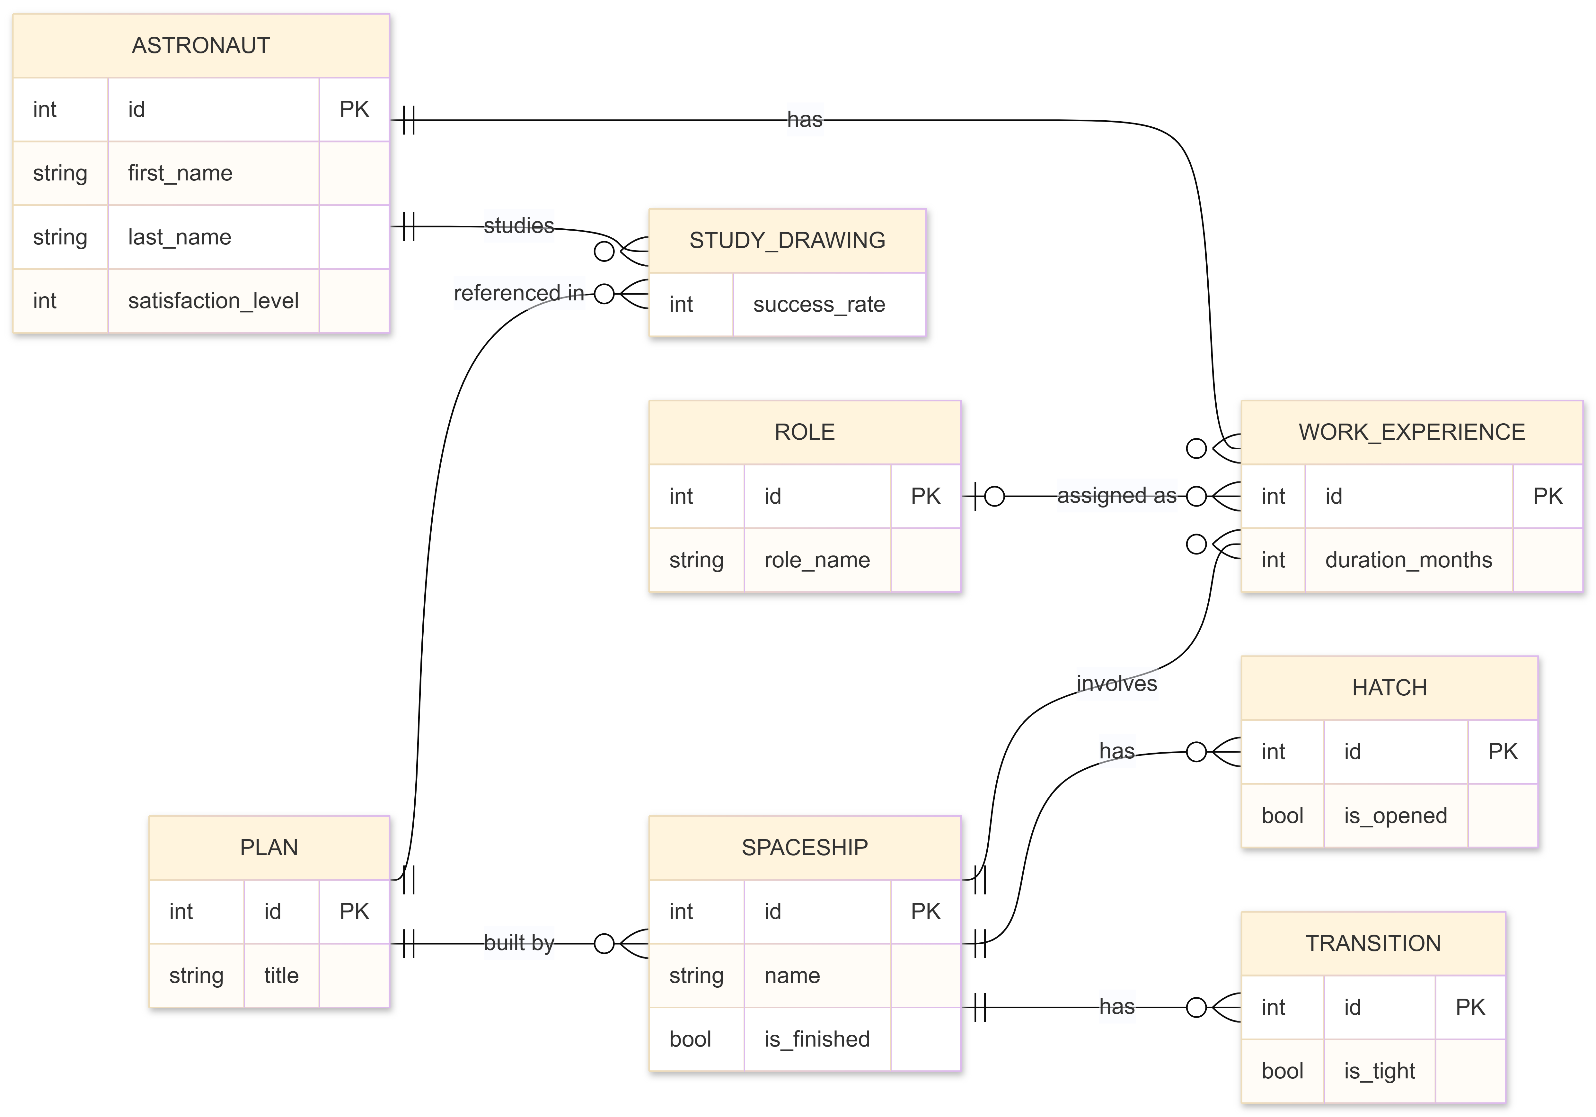 ASTRONAUT
int id PK
string first_name
string last_name
int satisfaction_level
has
studies
referenced in
STUDY_DRAWING
int success_rate
ROLE
int id PK
string role_name
assigned as
WORK_EXPERIENCE
int id PK
int duration_months
involves
has
HATCH
int id PK
bool is_opened
PLAN
int id PK
string title
built by
SPACESHIP
int id PK
string name
bool is_finished
has
TRANSITION
int id PK
bool is_tight